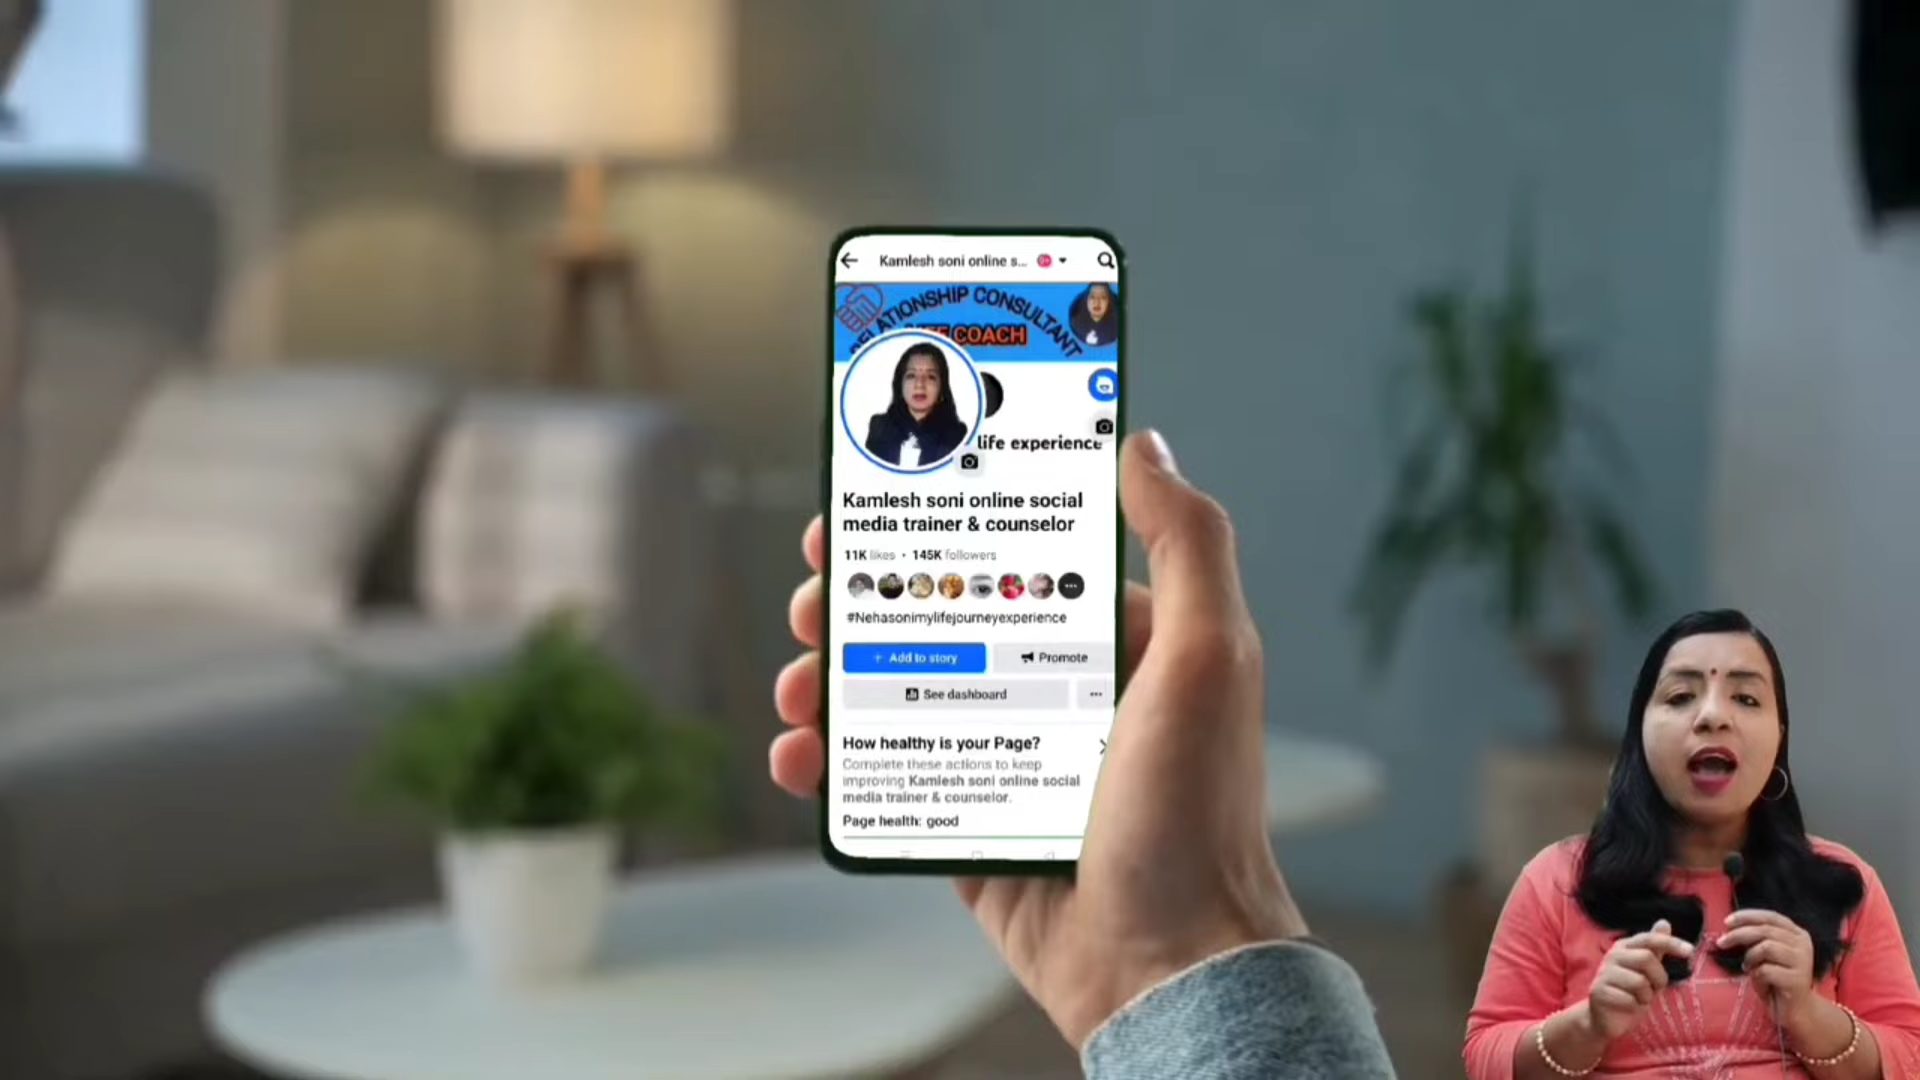 Kamlesh soni online s...
RELATIONSHIP CONSULTANT
COACH
life experience
Kamlesh soni online social
media trainer & counselor
11K likes • 145K followers
#Nehasonimylifejourneyexperience
+ Add to story
Promote
See dashboard
How healthy is your Page?
Complete these actions to keep
improving Kamlesh soni online social
media trainer & counselor.
Page health: good